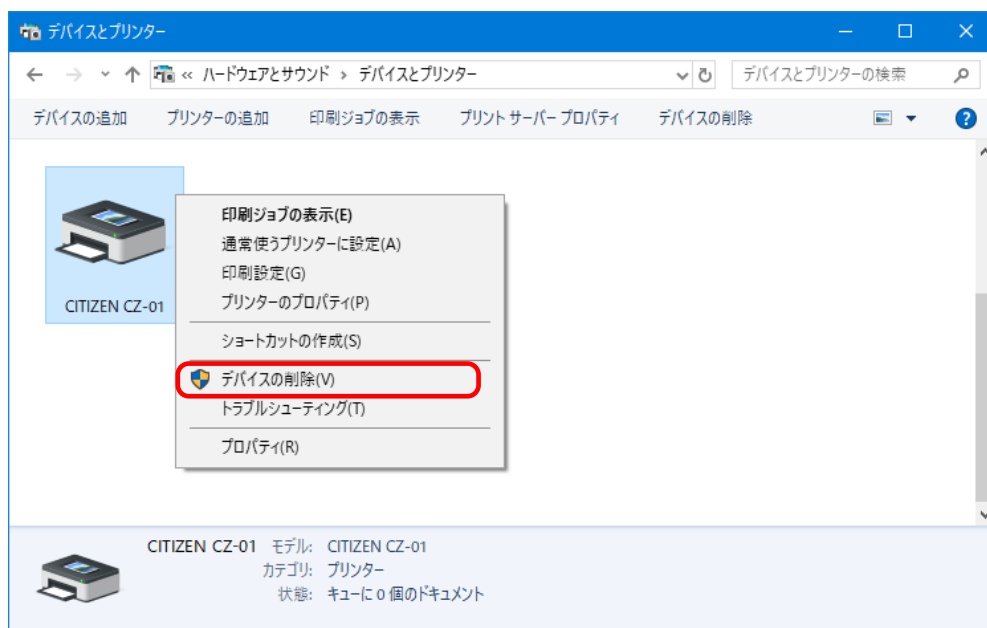 デバイスとプリンター
« ハードウェアとサウンド › デバイスとプリンター デバイスとプリンターの検索
デバイスの追加 プリンターの追加 印刷ジョブの表示 プリント サーバー プロパティ デバイスの削除
CITIZEN CZ-01
印刷ジョブの表示(E)
通常使うプリンターに設定(A)
印刷設定(G)
プリンターのプロパティ(P)
ショートカットの作成(S)
デバイスの削除(V)
トラブルシューティング(T)
プロパティ(R)
CITIZEN CZ-01 モデル: CITIZEN CZ-01
カテゴリ: プリンター
状態: キューに 0 個のドキュメント